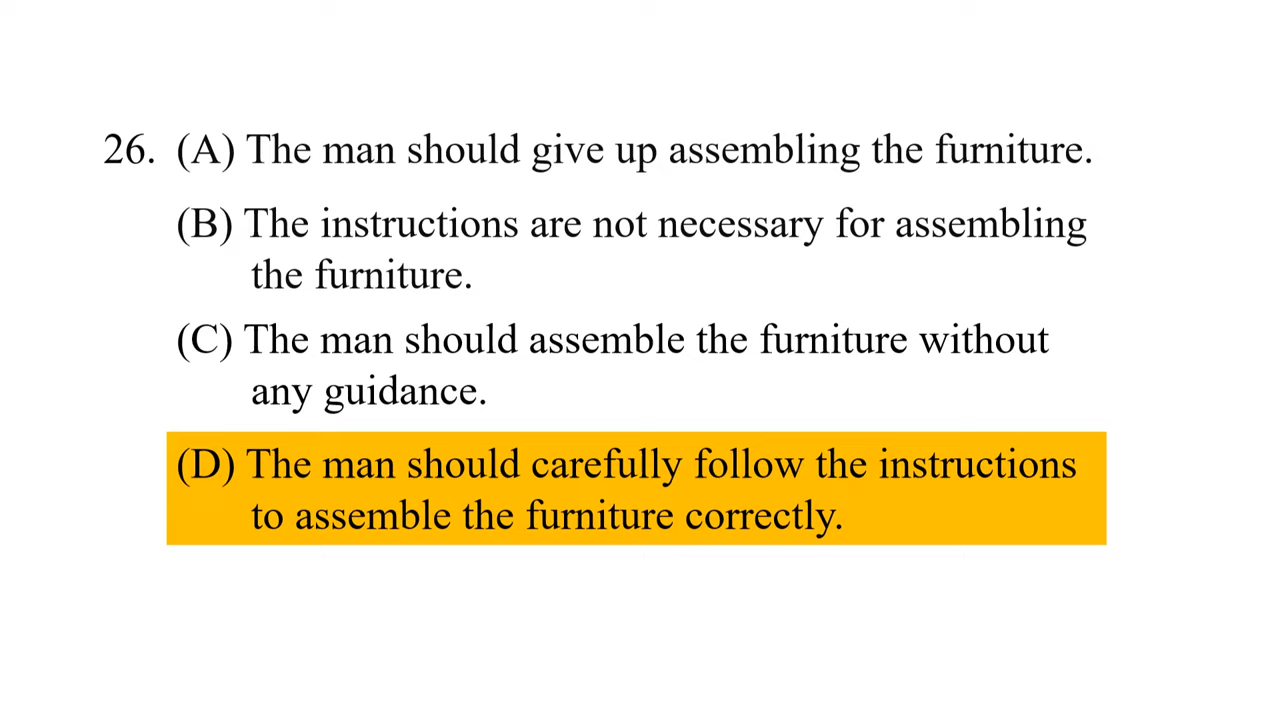 26. (A) The man should give up assembling the furniture.
(B) The instructions are not necessary for assembling
the furniture.
(C) The man should assemble the furniture without
any guidance.
(D) The man should carefully follow the instructions
to assemble the furniture correctly.